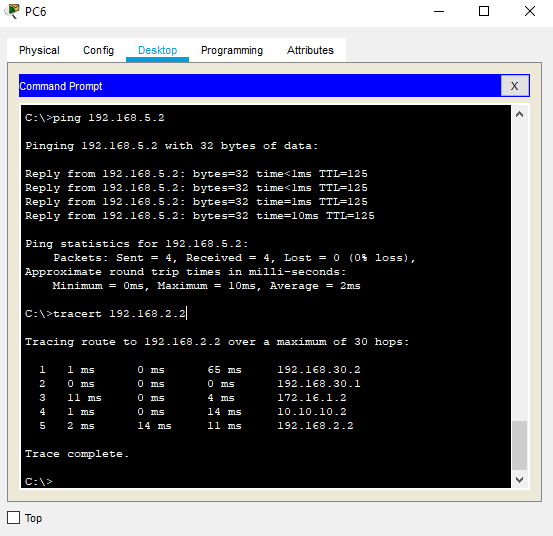 PC6
Physical Config Desktop Programming Attributes
Command Prompt X
C:\>ping 192.168.5.2
Pinging 192.168.5.2 with 32 bytes of data:
Reply from 192.168.5.2: bytes=32 time<1ms TTL=125
Reply from 192.168.5.2: bytes=32 time<1ms TTL=125
Reply from 192.168.5.2: bytes=32 time=1ms TTL=125
Reply from 192.168.5.2: bytes=32 time=10ms TTL=125
Ping statistics for 192.168.5.2:
Packets: Sent = 4, Received = 4, Lost = 0 (0% loss),
Approximate round trip times in milli-seconds:
Minimum = 0ms, Maximum = 10ms, Average = 2ms
C:\>tracert 192.168.2.2
Tracing route to 192.168.2.2 over a maximum of 30 hops:
1 1 ms 0 ms 65 ms 192.168.30.2
2 0 ms 0 ms 0 ms 192.168.30.1
3 11 ms 0 ms 4 ms 172.16.1.2
4 1 ms 0 ms 14 ms 10.10.10.2
5 2 ms 14 ms 11 ms 192.168.2.2
Trace complete.
C:\>
Top